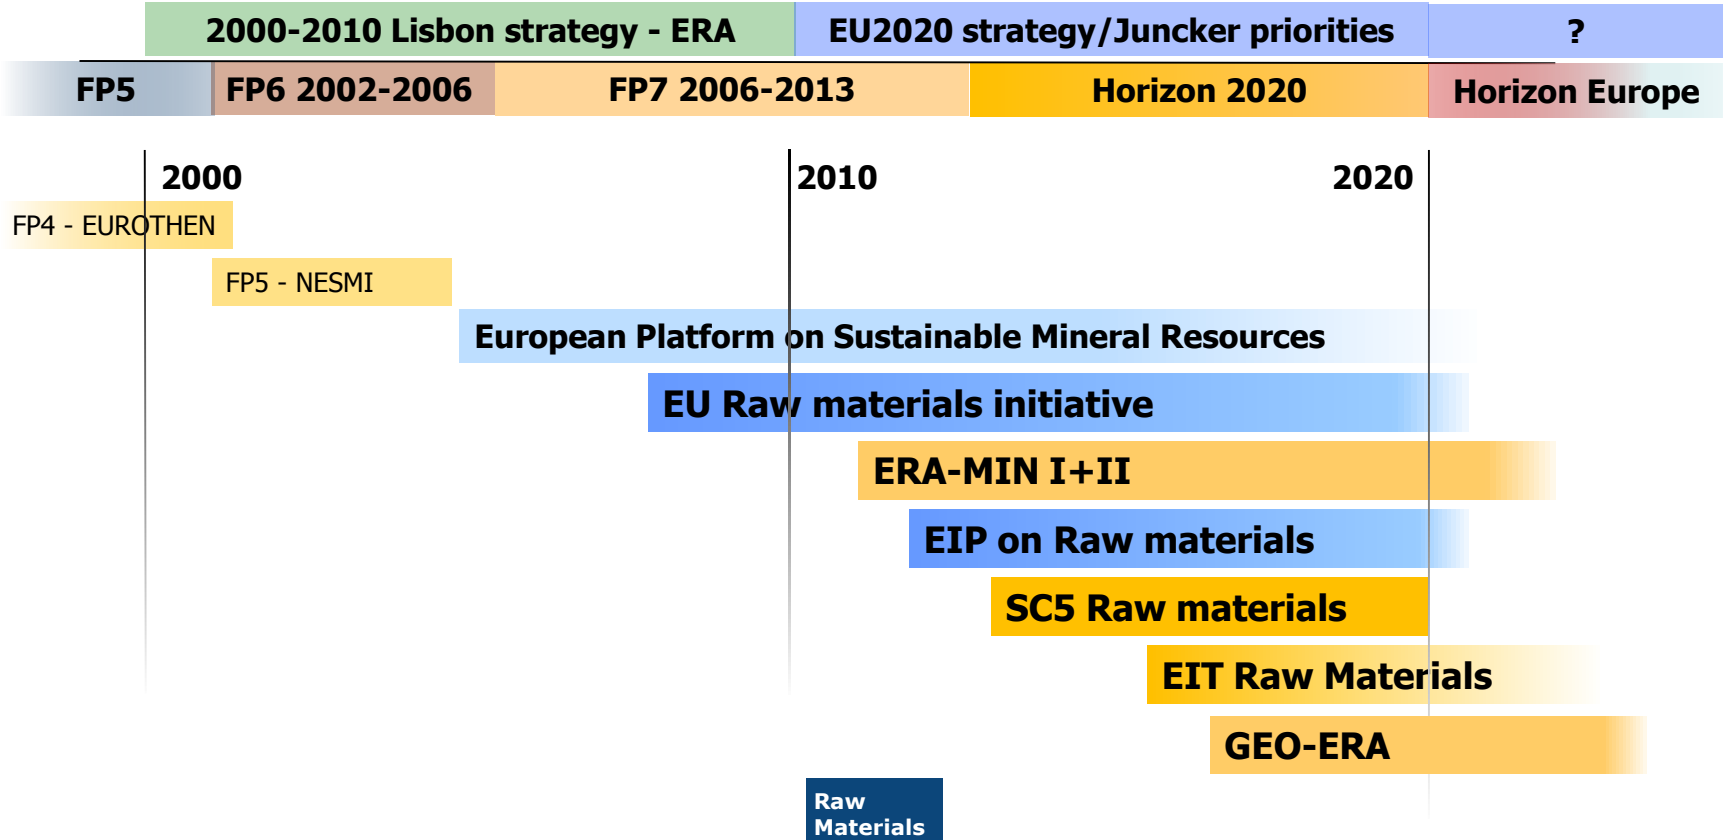 2000-2010 Lisbon strategy - ERA
EU2020 strategy/Juncker priorities
?
FP5
FP6 2002-2006
FP7 2006-2013
Horizon 2020
Horizon Europe
2000
2010
2020
FP4 - EUROTHEN
FP5 - NESMI
European Platform on Sustainable Mineral Resources
EU Raw materials initiative
ERA-MIN I+II
EIP on Raw materials
SC5 Raw materials
EIT Raw Materials
GEO-ERA
Raw
Materials